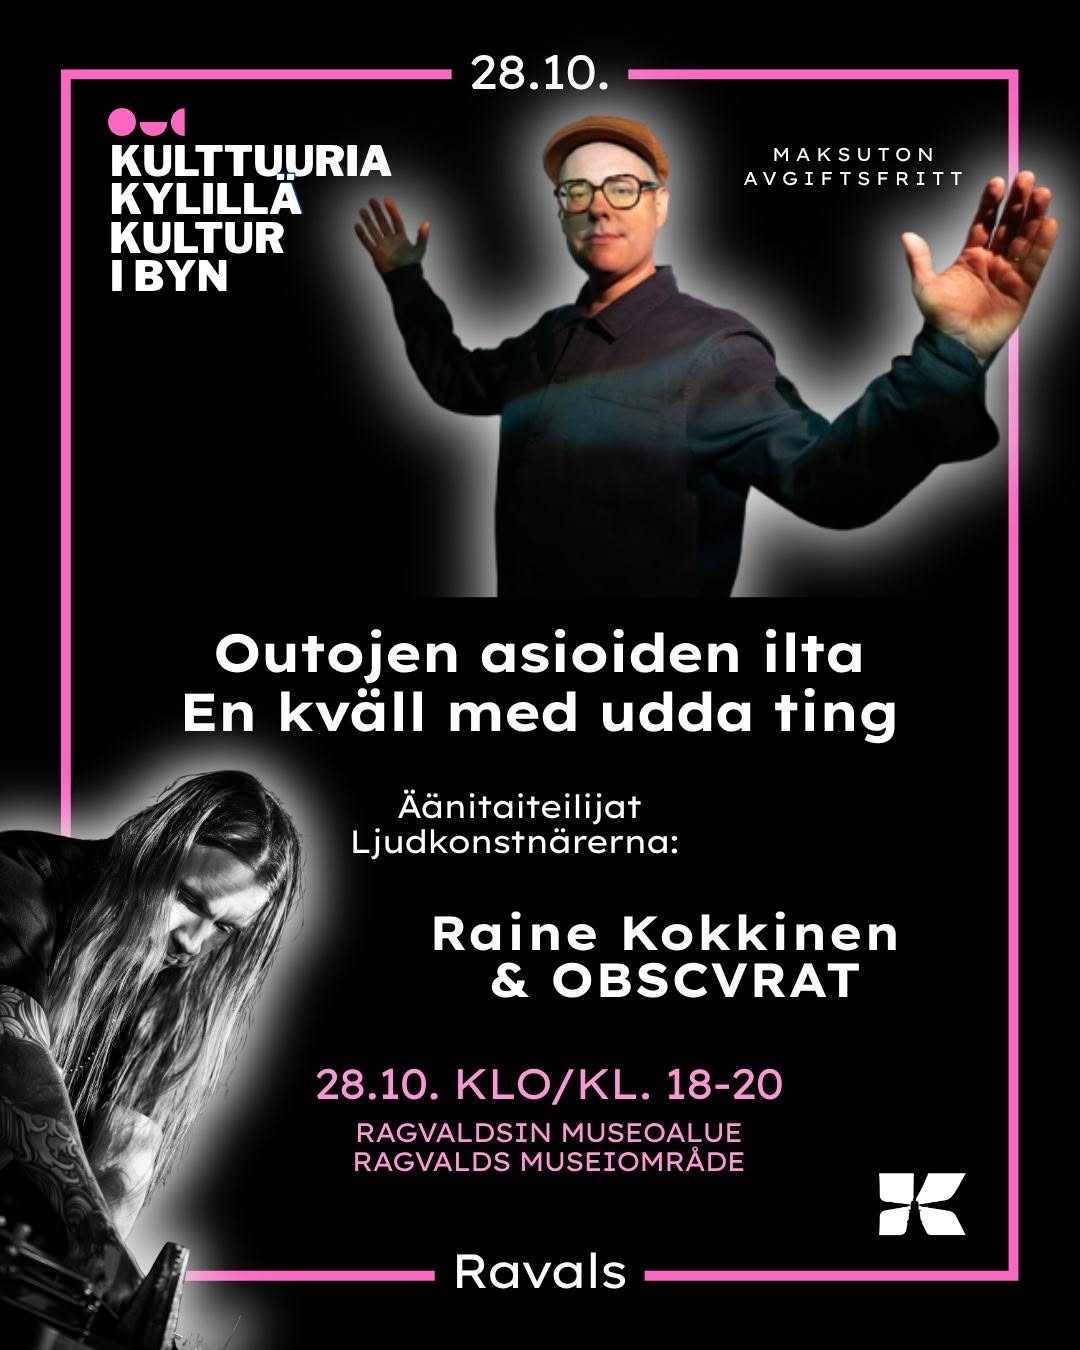 28.10.
KULTTUURIA
KYLILLÄ
KULTUR
I BYN
MAKSUTON
AVGIFTSFRITT
Outojen asioiden ilta
En kväll med udda ting
Äänitaiteilijat
Ljudkonstnärerna:
Raine Kokkinen
& OBSCVRAT
28.10. KLO/KL. 18-20
RAGVALDSIN MUSEOALUE
RAGVALDS MUSEIOMRÅDE
K
Ravals